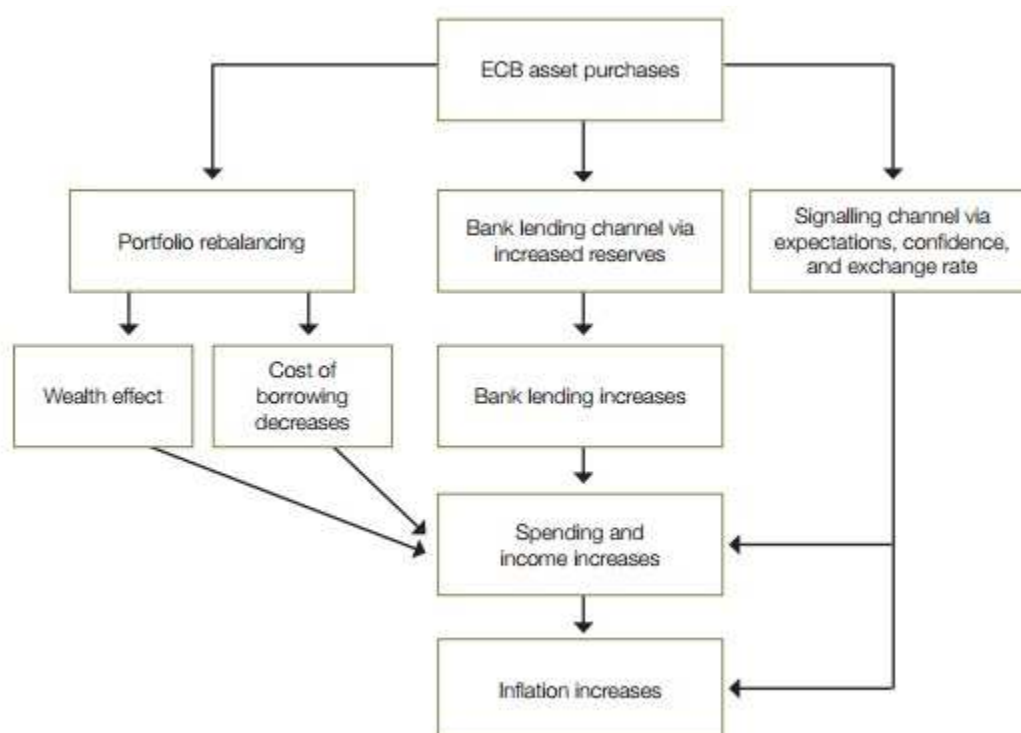 ECB asset purchases
Portfolio rebalancing
Bank lending channel via
increased reserves
Signalling channel via
expectations, confidence,
and exchange rate
Wealth effect
Cost of
borrowing
decreases
Bank lending increases
Spending and
income increases
Inflation increases